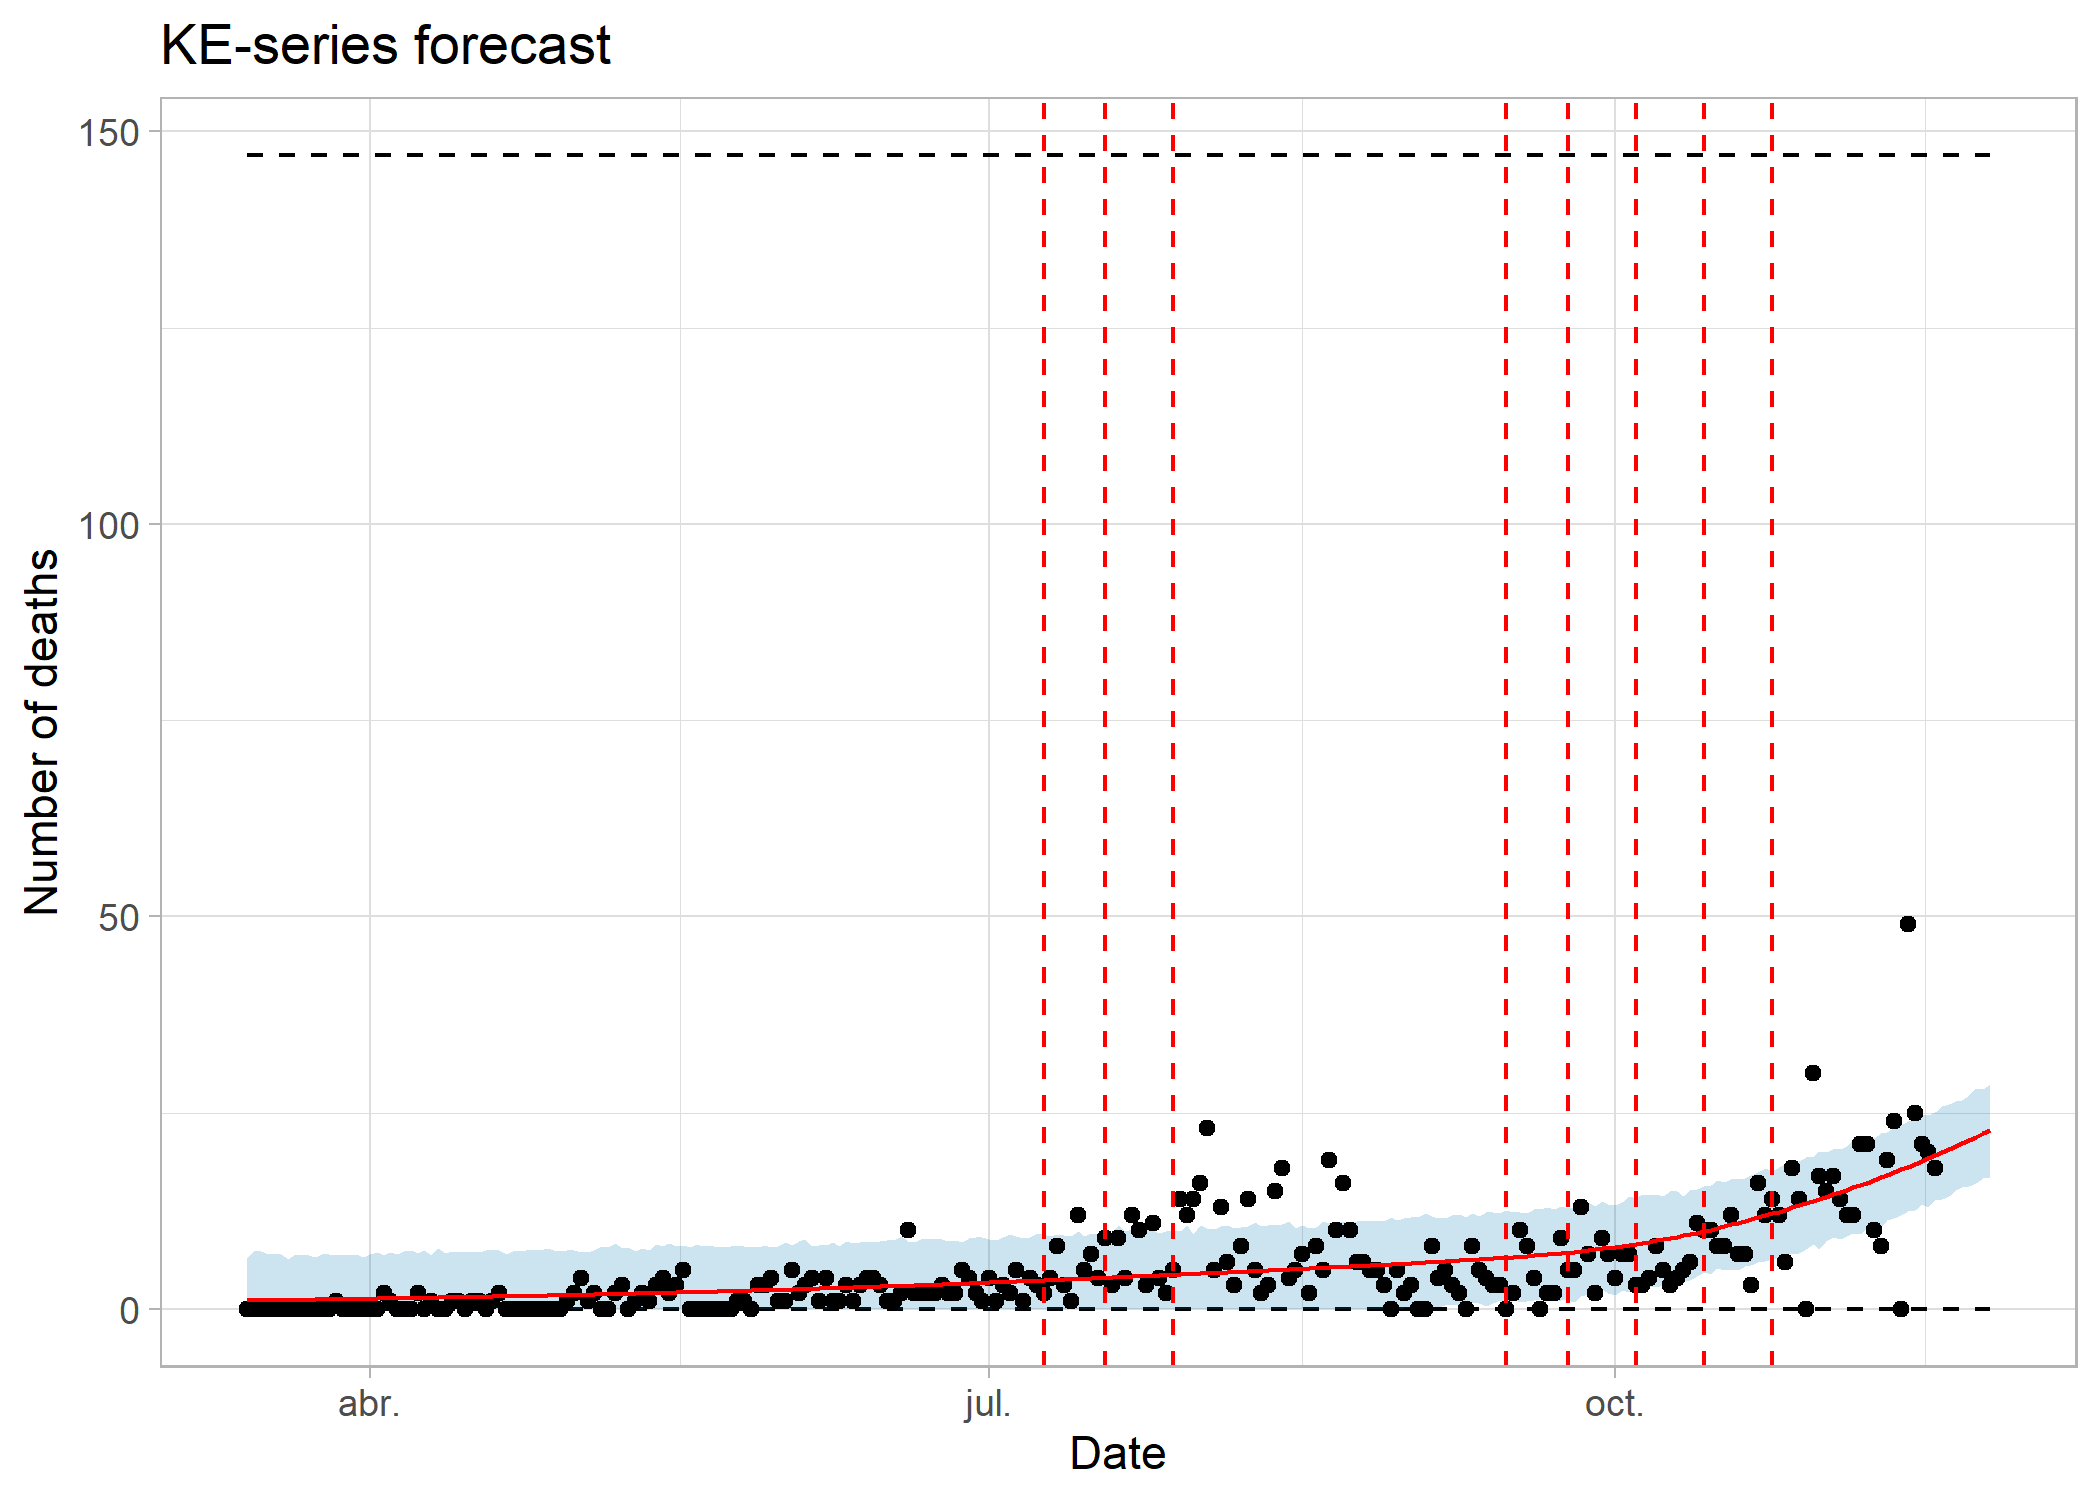 KE-series forecast
Number of deaths
150
100
50
0
abr.
jul.
oct.
Date